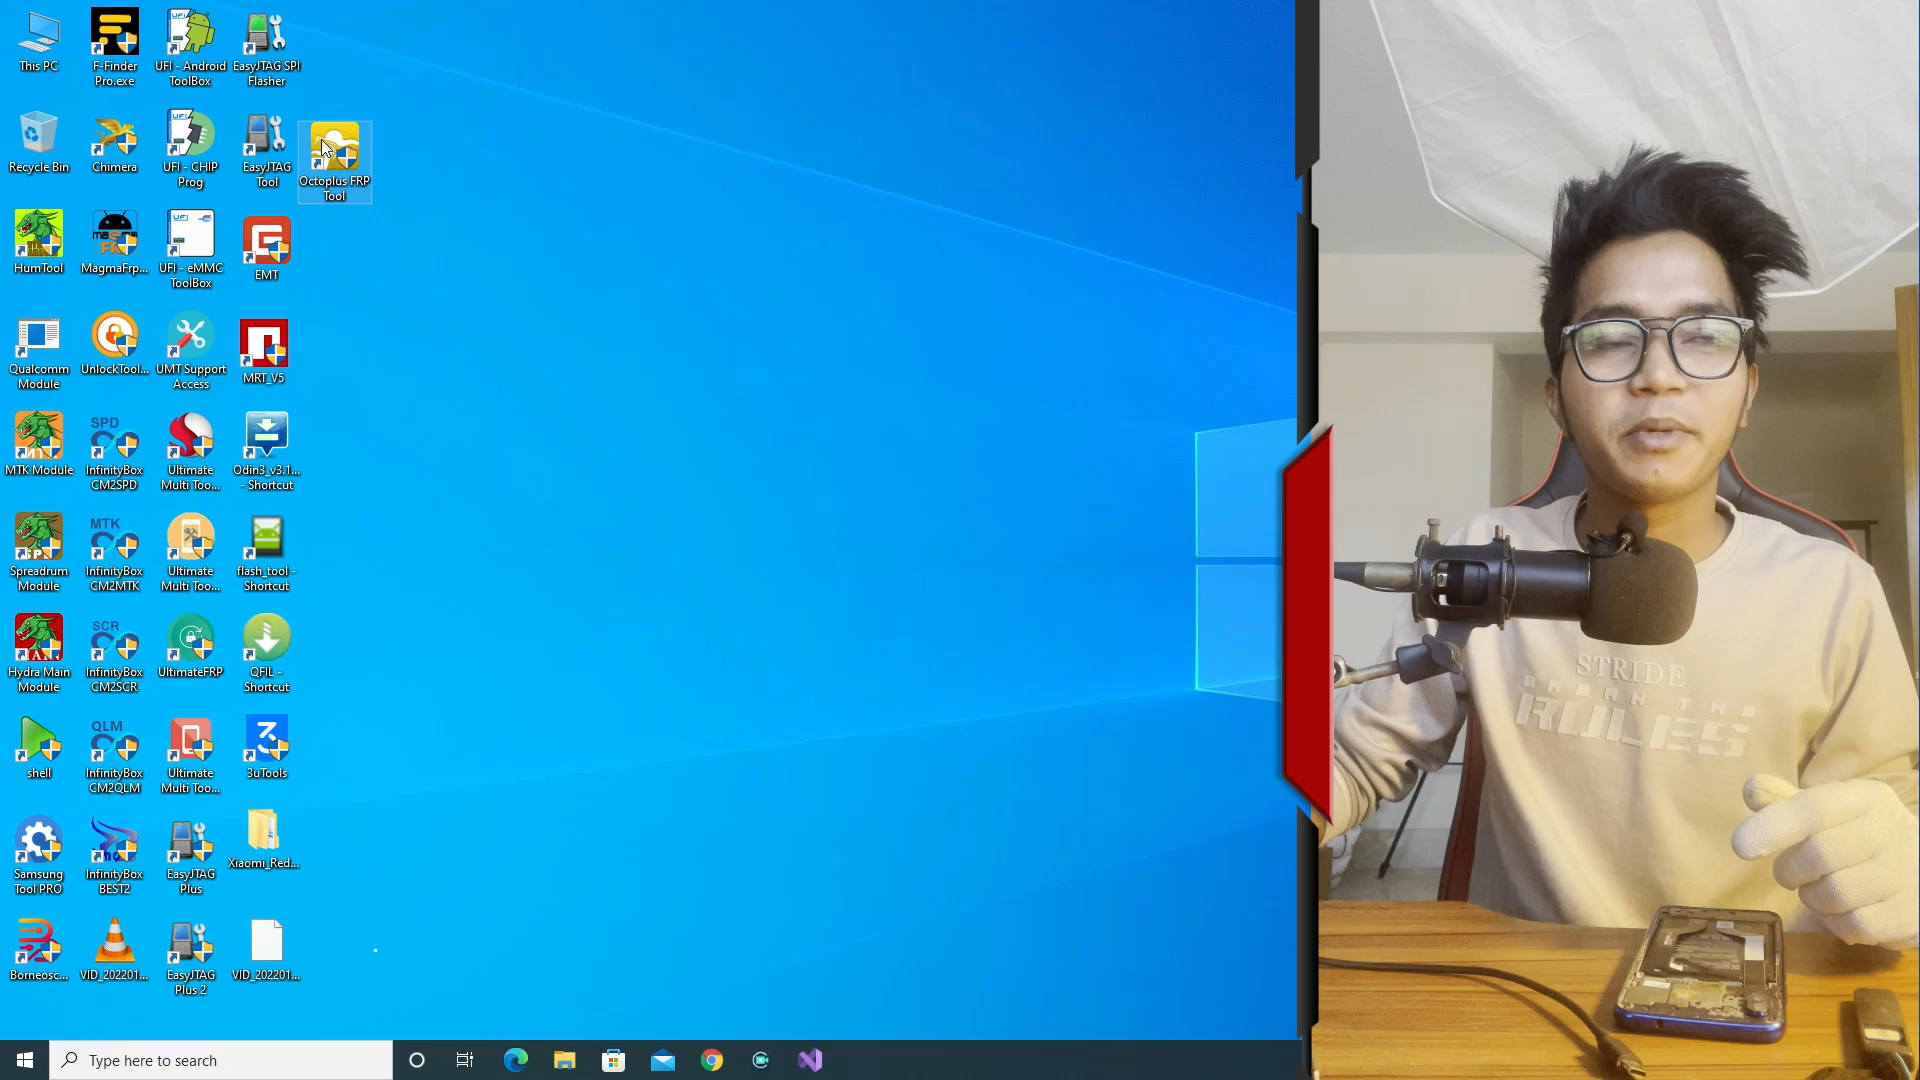 This PC
F-Finder
Pro.exe
UFI - Android
ToolBox
EasyJTAG SPI
Flasher
Recycle Bin
Chimera
UFI - CHIP
Prog
EasyJTAG
Tool
Octoplus FRP
Tool
HumTool
MagmaFrp...
UFi
UFI - eMMC
ToolBox
EMT
Qualcomm
Module
UnlockTool...
UMT Support
Access
MRT_V5
MTK Module
SPD
InfinityBox
CM2SPD
Ultimate
Multi Too...
Odin3_v3.1...
- Shortcut
Spreadrum
Module
MTK
InfinityBox
CM2MTK
Ultimate
Multi Too...
flash_tool -
Shortcut
Hydra Main
Module
SCR
InfinityBox
CM2SCR
UltimateFRP
QFIL -
Shortcut
shell
QLM
InfinityBox
CM2QLM
Ultimate
Multi Too...
3uTools
Samsung
Tool PRO
InfinityBox
BEST2
EasyJTAG
Plus
Xiaomi_Red...
Borneosc...
VID_202201...
EasyJTAG
Plus 2
VID_202201...
Type here to search
STRIDE
RULES